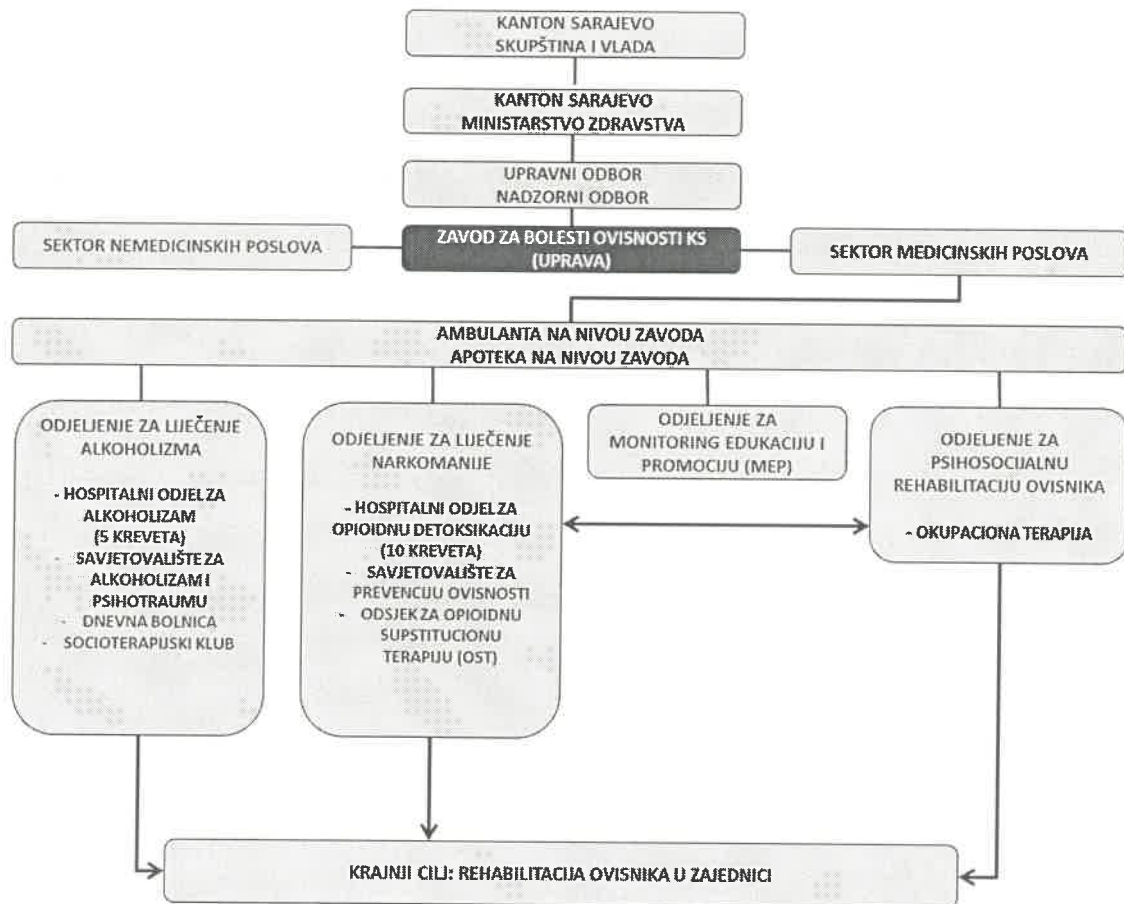 KANTON SARAJEVO
SKUPŠTINA I VLADA
KANTON SARAJEVO
MINISTARSTVO ZDRAVSTVA
UPRAVNI ODBOR
NADZORNI ODBOR
SEKTOR NEMEDICINSKIH POSLOVA
ZAVOD ZA BOLESTI OVISNOSTI KS
(UPRAVA)
SEKTOR MEDICINSKIH POSLOVA
AMBULANTA NA NIVOU ZAVODA
APOTEKA NA NIVOU ZAVODA
ODJELJENJE ZA LIJEČENJE
ALKOHOLIZMA
- HOSPITALNI ODJEL ZA
ALKOHOLIZAM
(5 KREVETA)
- SAVJETOVALIŠTE ZA
ALKOHOLIZAM I
PSIHOTRAUMU
- DNEVNA BOLNICA
- SOCIOTERAPIJSKI KLUB
ODJELJENJE ZA LIJEČENJE
NARKOMANIJE
- HOSPITALNI ODJEL ZA
OPIOIDNU DETOKSIKACIJU
(10 KREVETA)
- SAVJETOVALIŠTE ZA
PREVENCIJU OVISNOSTI
- ODSJEK ZA OPIOIDNU
SUPSTITUCIONU
TERAPIJU (OST)
ODJELJENJE ZA
MONITORING EDUKACIJU I
PROMOCIJU (MEP)
ODJELJENJE ZA
PSIHOSOCIJALNU
REHABILITACIJU OVISNIKA
- OKUPACIONA TERAPIJA
KRAJNJI CILJ: REHABILITACIJA OVISNIKA U ZAJEDNICI